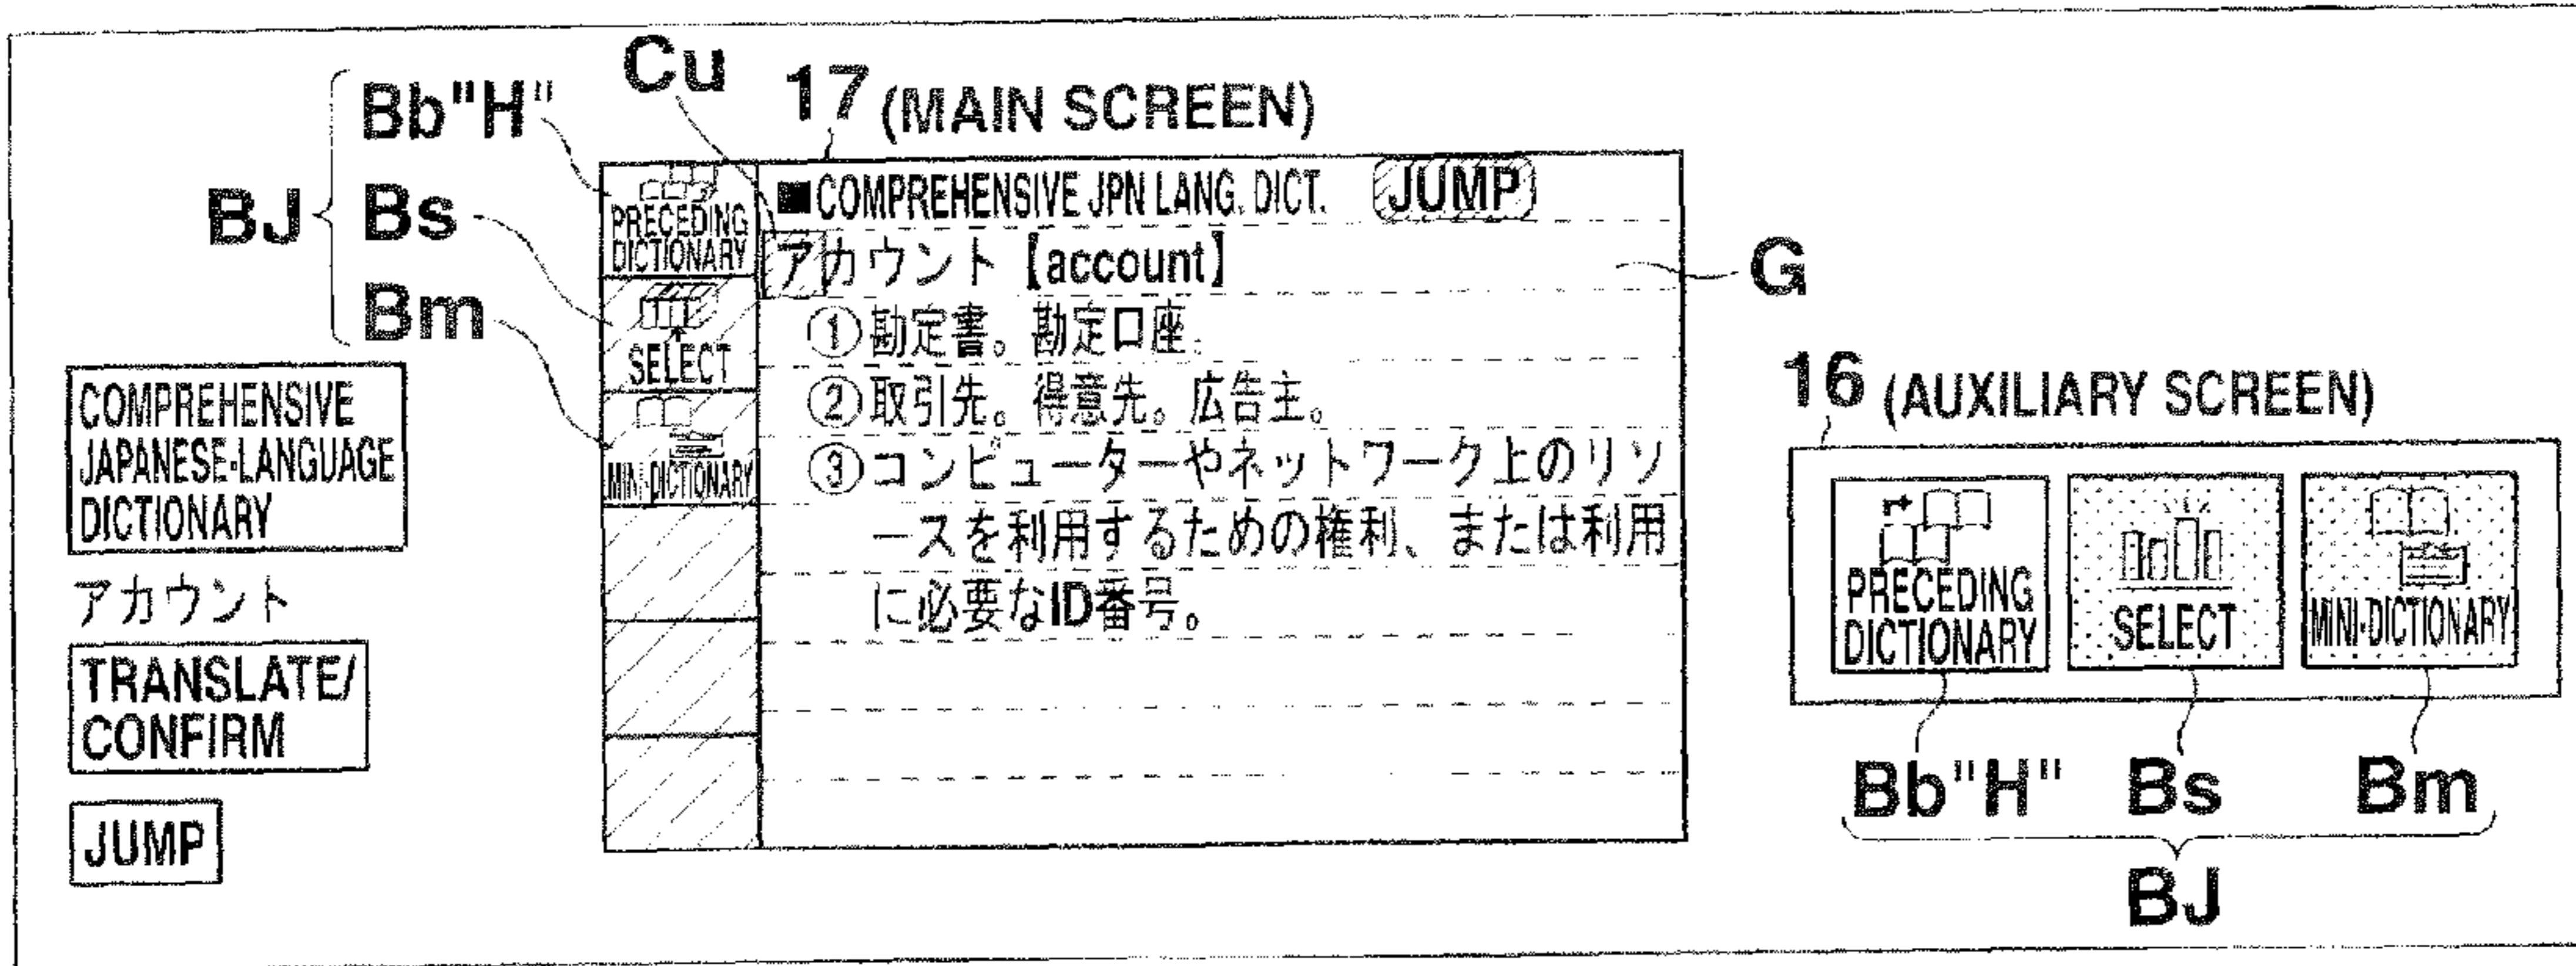 Bb"H"
Bs
Bm
BJ
Cu
17 (MAIN SCREEN)
PRECEDING
DICTIONARY
SELECT
MINI-DICTIONARY
■COMPREHENSIVE JPN LANG. DICT. JUMP
アカウント【account】
①勘定書。勘定口座。
②取引先。得意先。広告主。
③コンピューターやネットワーク上のリソ
ースを利用するための権利、または利用
に必要なID番号。
G
COMPREHENSIVE
JAPANESE-LANGUAGE
DICTIONARY
アカウント
TRANSLATE/
CONFIRM
JUMP
16 (AUXILIARY SCREEN)
PRECEDING
DICTIONARY
SELECT
MINI-DICTIONARY
Bb"H" Bs Bm
BJ